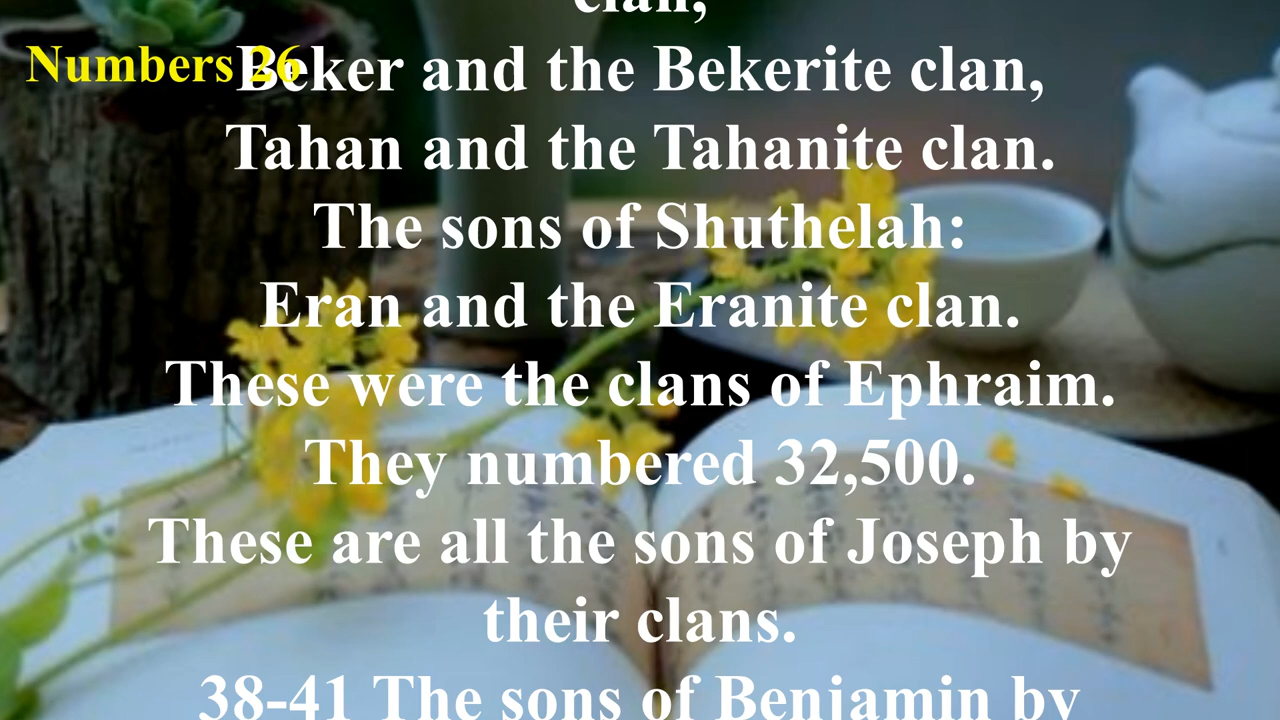 clan,
Numbers 26
Beker and the Bekerite clan,
Tahan and the Tahanite clan.
The sons of Shuthelah:
Eran and the Eranite clan.
These were the clans of Ephraim.
They numbered 32,500.
These are all the sons of Joseph by
their clans.
38-41 The sons of Benjamin by